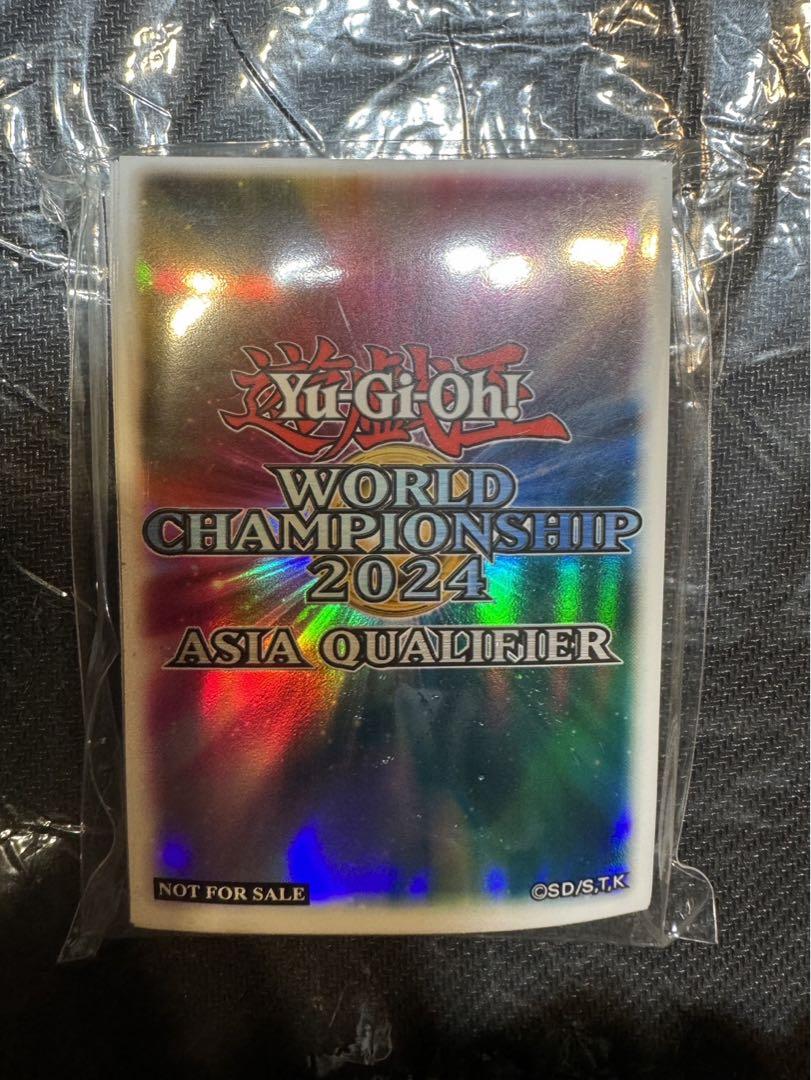 遊戯王
Yu-Gi-Oh!
WORLD
CHAMPIONSHIP
2024
ASIA QUALIFIER
NOT FOR SALE
©SD/S,T,K